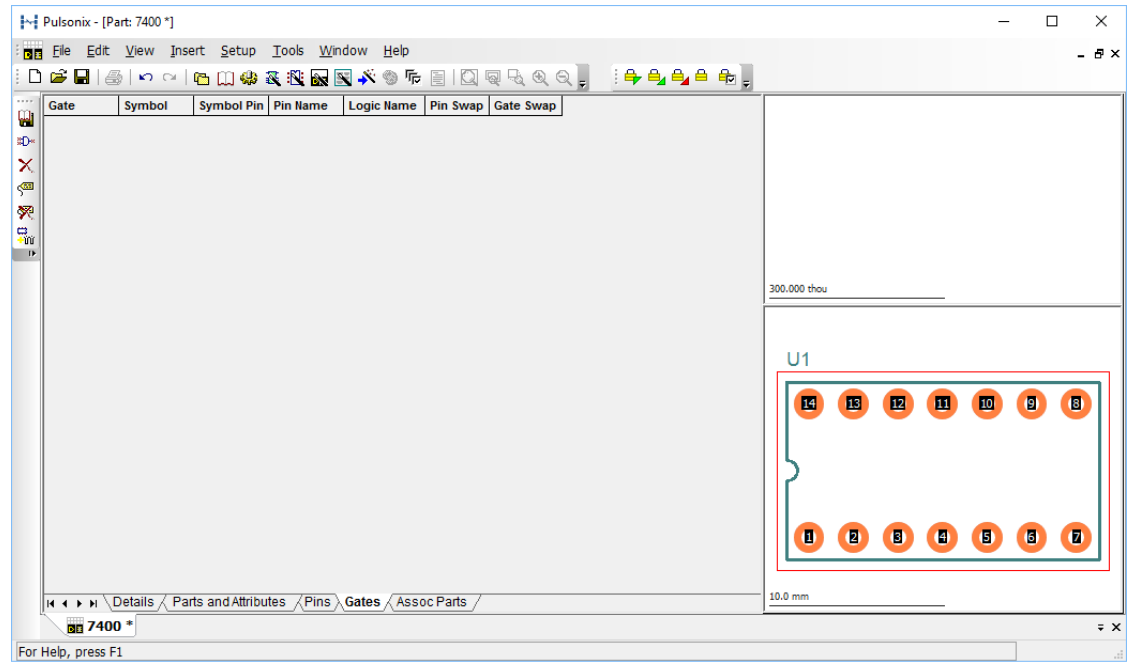 Pulsonix - [Part: 7400 *]
File Edit View Insert Setup Tools Window Help
Gate Symbol Symbol Pin Pin Name Logic Name Pin Swap Gate Swap
300.000 thou
U1
14 13 12 11 10 9 8
1 2 3 4 5 6 7
10.0 mm
Details Parts and Attributes Pins Gates Assoc Parts
7400 *
For Help, press F1